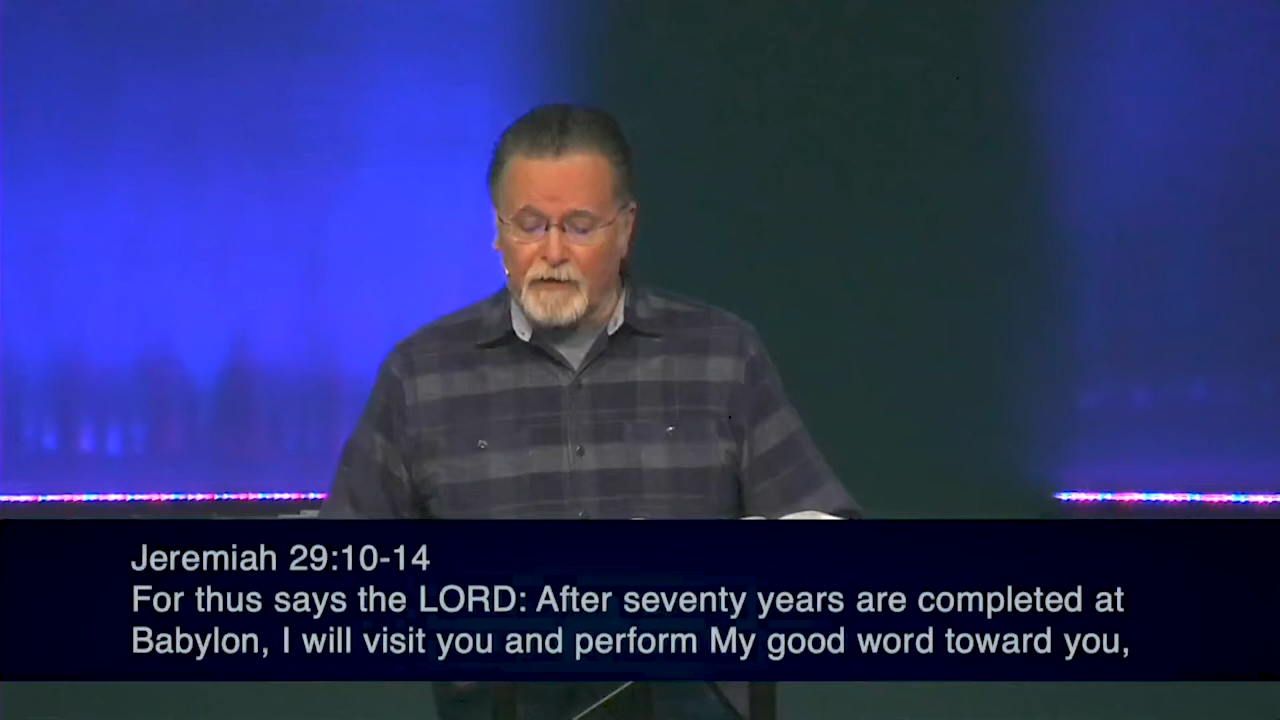 Jeremiah 29:10-14
For thus says the LORD: After seventy years are completed at
Babylon, I will visit you and perform My good word toward you,